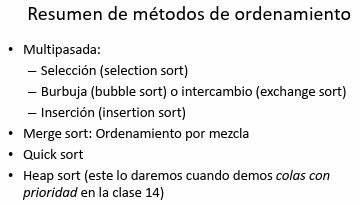 Resumen de métodos de ordenamiento
• Multipasada:
– Selección (selection sort)
– Burbuja (bubble sort) o intercambio (exchange sort)
– Inserción (insertion sort)
• Merge sort: Ordenamiento por mezcla
• Quick sort
• Heap sort (este lo daremos cuando demos colas con
prioridad en la clase 14)